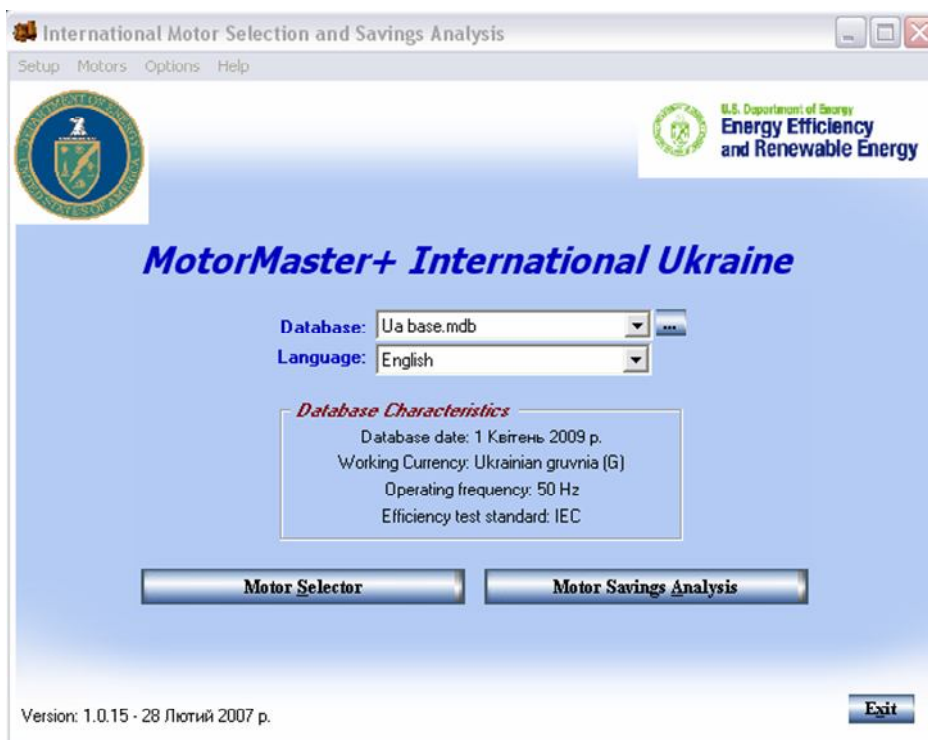 International Motor Selection and Savings Analysis
Setup Motors Options Help
U.S. Department of Energy
Energy Efficiency
and Renewable Energy
MotorMaster+ International Ukraine
Database: Ua base.mdb ...
Language: English
Database Characteristics
Database date: 1 Квітень 2009 р.
Working Currency: Ukrainian gruvnia (G)
Operating frequency: 50 Hz
Efficiency test standard: IEC
Motor Selector Motor Savings Analysis
Version: 1.0.15 - 28 Лютий 2007 р.
Exit